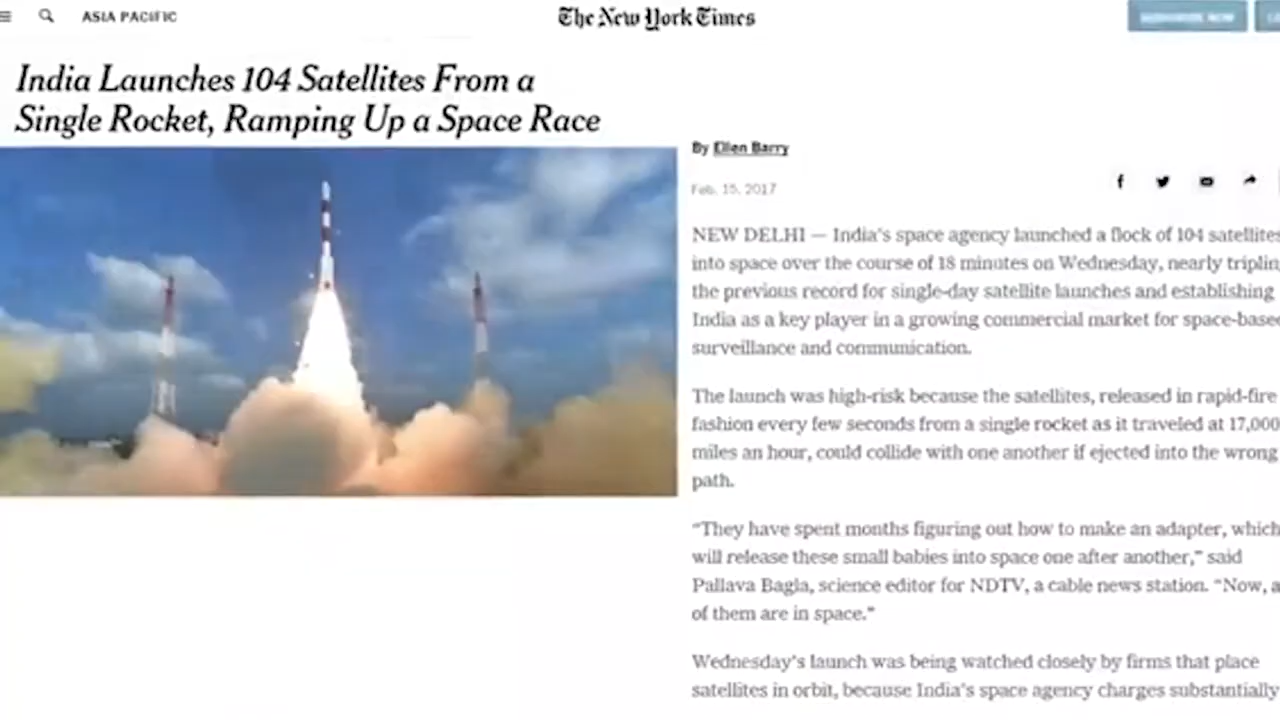 ASIA PACIFIC
The New York Times
SUBSCRIBE NOW
India Launches 104 Satellites From a
Single Rocket, Ramping Up a Space Race
By Ellen Barry
Feb. 15, 2017
NEW DELHI — India's space agency launched a flock of 104 satellites
into space over the course of 18 minutes on Wednesday, nearly triplin
the previous record for single-day satellite launches and establishing
India as a key player in a growing commercial market for space-base
surveillance and communication.
The launch was high-risk because the satellites, released in rapid-fire
fashion every few seconds from a single rocket as it traveled at 17,000
miles an hour, could collide with one another if ejected into the wrong
path.
“They have spent months figuring out how to make an adapter, which
will release these small babies into space one after another,” said
Pallava Bagla, science editor for NDTV, a cable news station. “Now, a
of them are in space.”
Wednesday's launch was being watched closely by firms that place
satellites in orbit, because India's space agency charges substantially